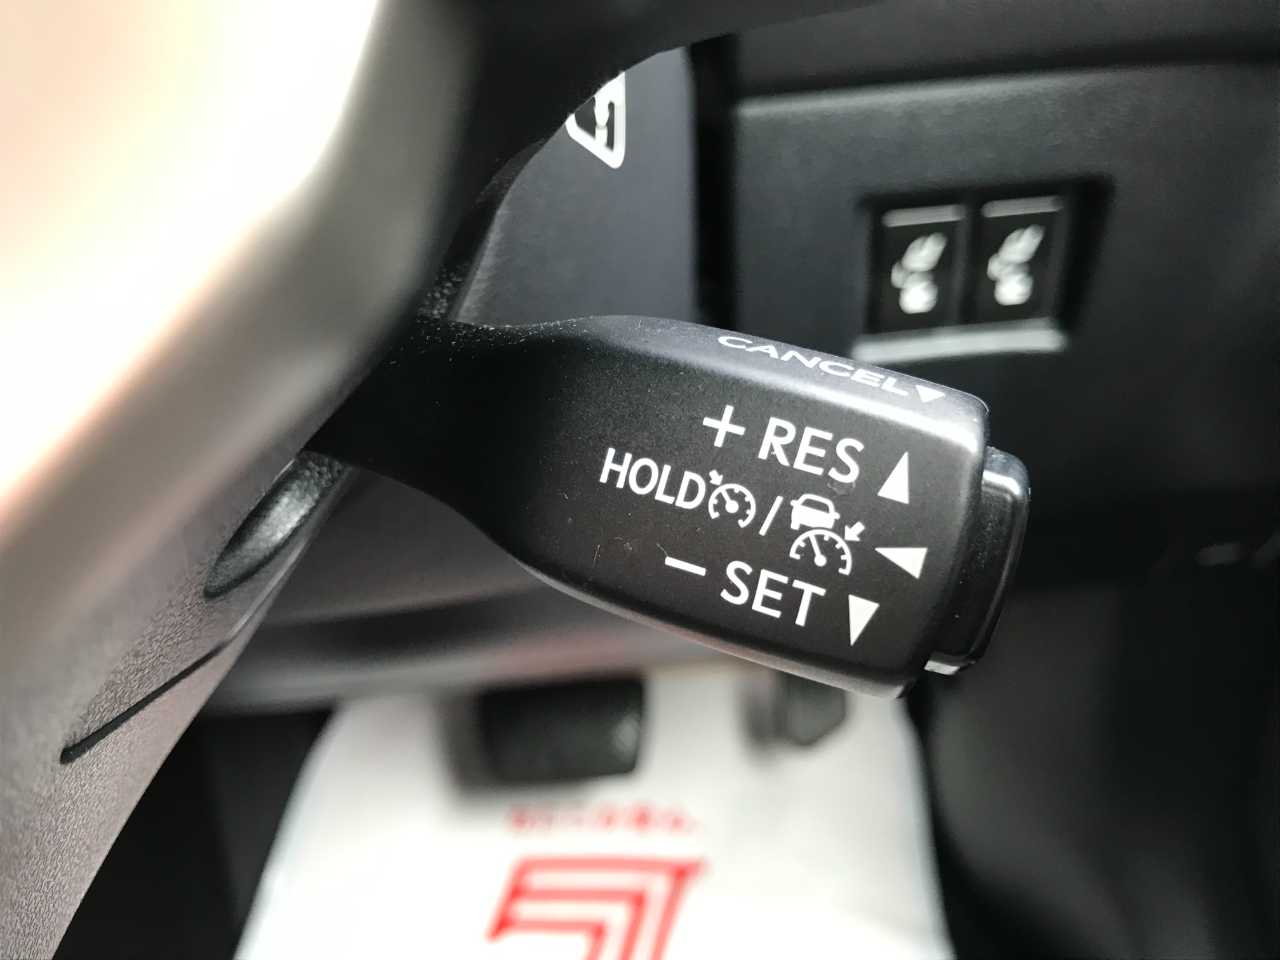 CANCEL▼
+ RES ▲
HOLD / ◀
− SET ▼